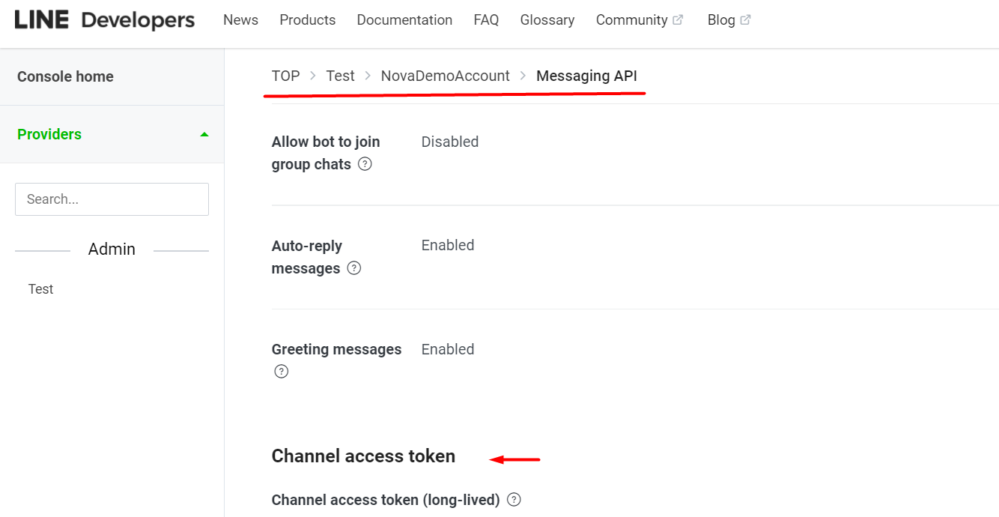 LINE Developers News Products Documentation FAQ Glossary Community Blog
Console home
Providers
Search...
Admin
Test
TOP > Test > NovaDemoAccount > Messaging API
Allow bot to join Disabled
group chats ?
Auto-reply Enabled
messages ?
Greeting messages Enabled
?
Channel access token
Channel access token (long-lived) ?